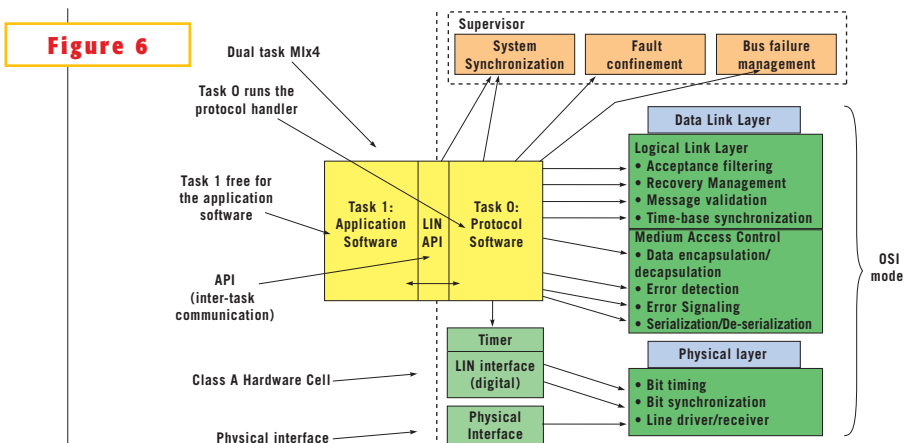 Figure 6
Supervisor
System
Synchronization
Fault
confinement
Bus failure
management
Dual task MIx4
Task 0 runs the
protocol handler
Task 1 free for
the application
software
API
(inter-task
communication)
Class A Hardware Cell
Physical interface
Task 1:
Application
Software
LIN
API
Task 0:
Protocol
Software
Timer
LIN interface
(digital)
Physical
Interface
Data Link Layer
Logical Link Layer
• Acceptance filtering
• Recovery Management
• Message validation
• Time-base synchronization
Medium Access Control
• Data encapsulation/
decapsulation
• Error detection
• Error Signaling
• Serialization/De-serialization
Physical layer
• Bit timing
• Bit synchronization
• Line driver/receiver
OSI
mode